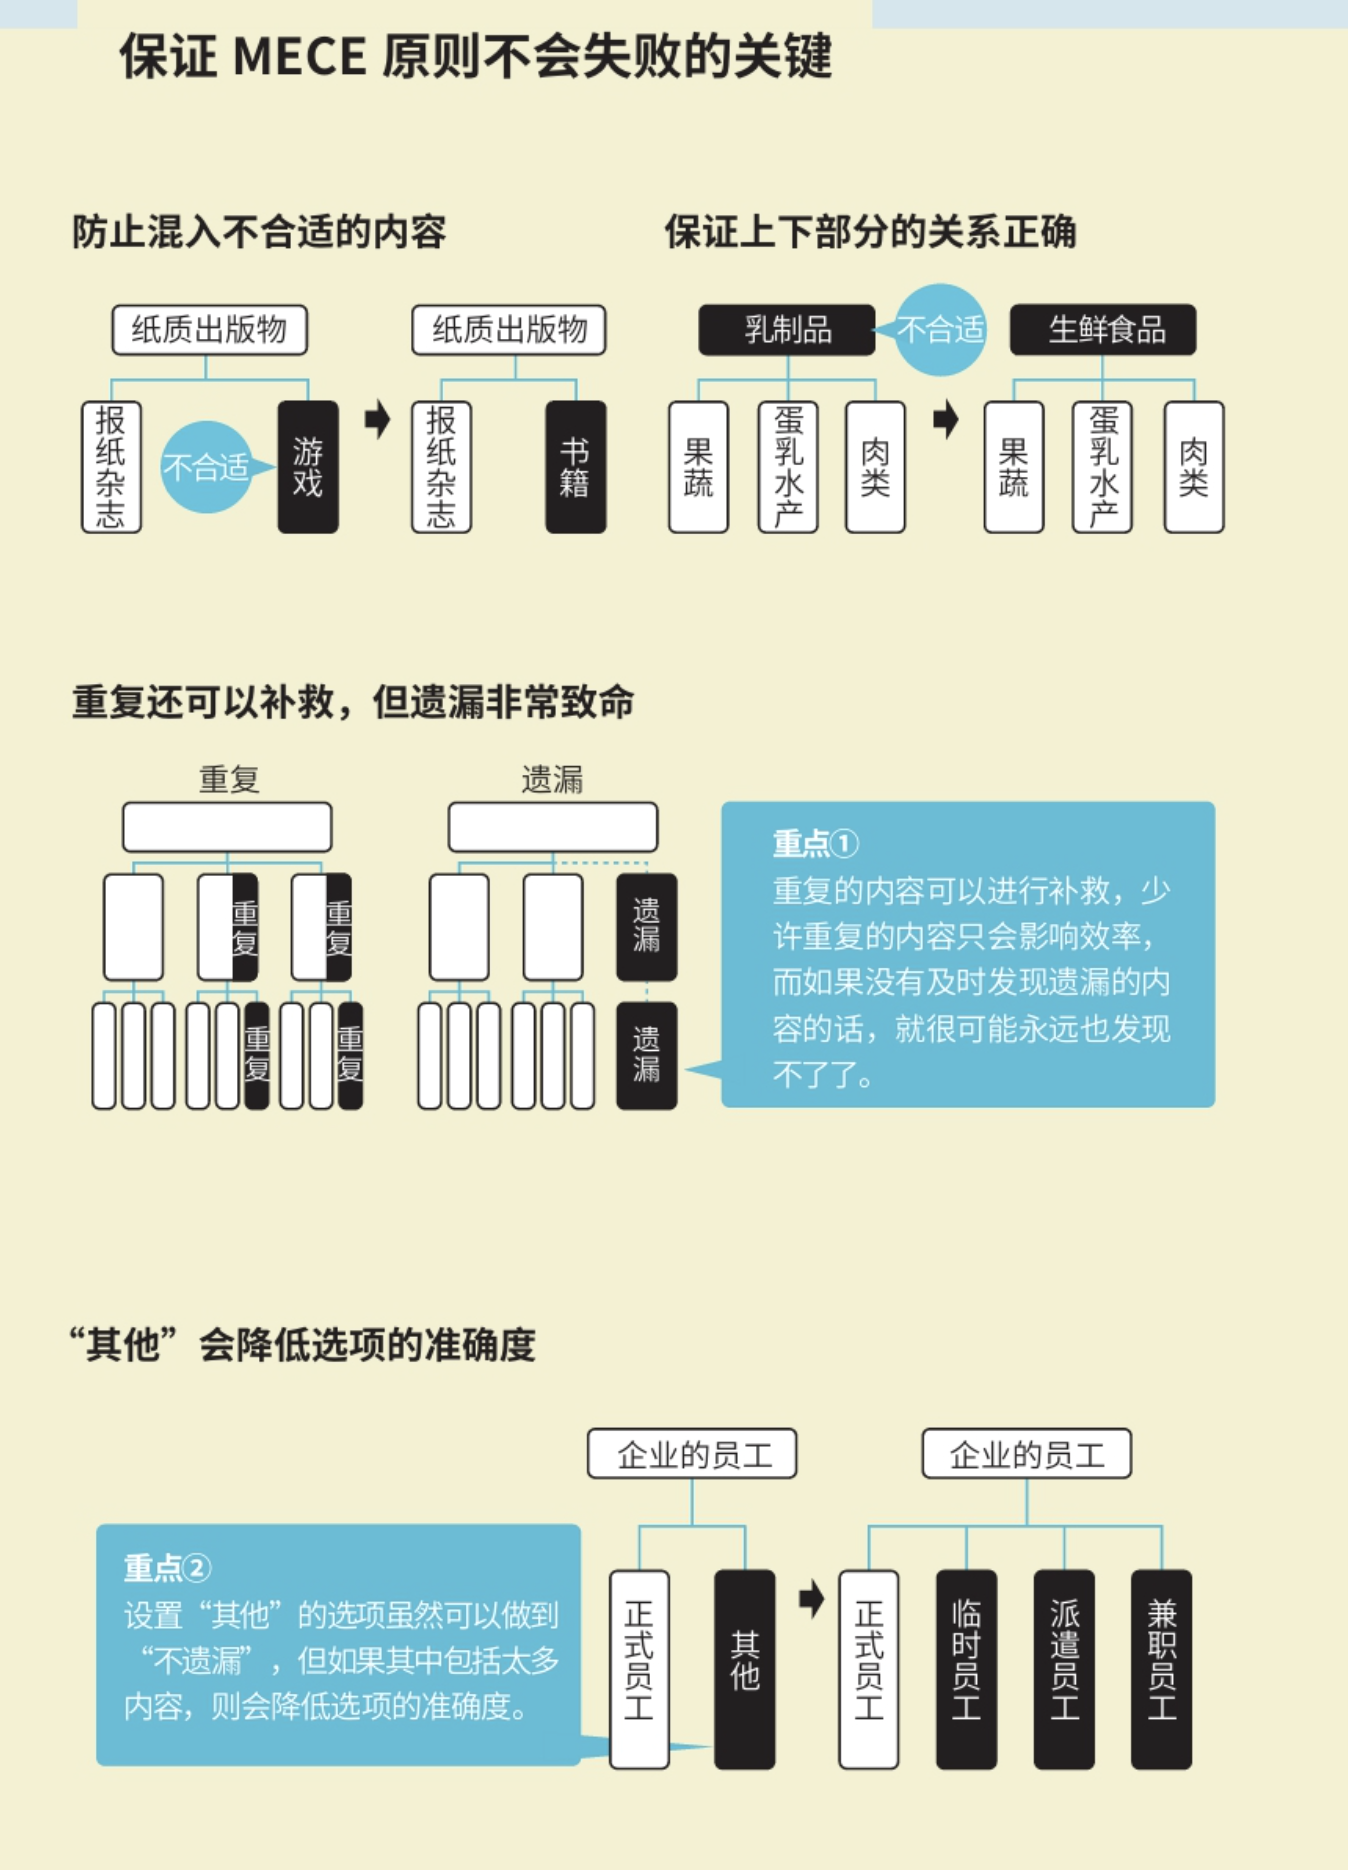 保证 MECE 原则不会失败的关键
防止混入不合适的内容
纸质出版物
报纸杂志
不合适
游戏
纸质出版物
报纸杂志
书籍
保证上下部分的关系正确
乳制品
不合适
果蔬
蛋乳水产
肉类
生鲜食品
果蔬
蛋乳水产
肉类
重复还可以补救，但遗漏非常致命
重复
重复
重复
重复
重复
遗漏
遗漏
遗漏
重点①
重复的内容可以进行补救，少
许重复的内容只会影响效率，
而如果没有及时发现遗漏的内
容的话，就很可能永远也发现
不了了。
“其他”会降低选项的准确度
重点②
设置“其他”的选项虽然可以做到
“不遗漏”，但如果其中包括太多
内容，则会降低选项的准确度。
企业的员工
正式员工
其他
企业的员工
正式员工
临时员工
派遣员工
兼职员工